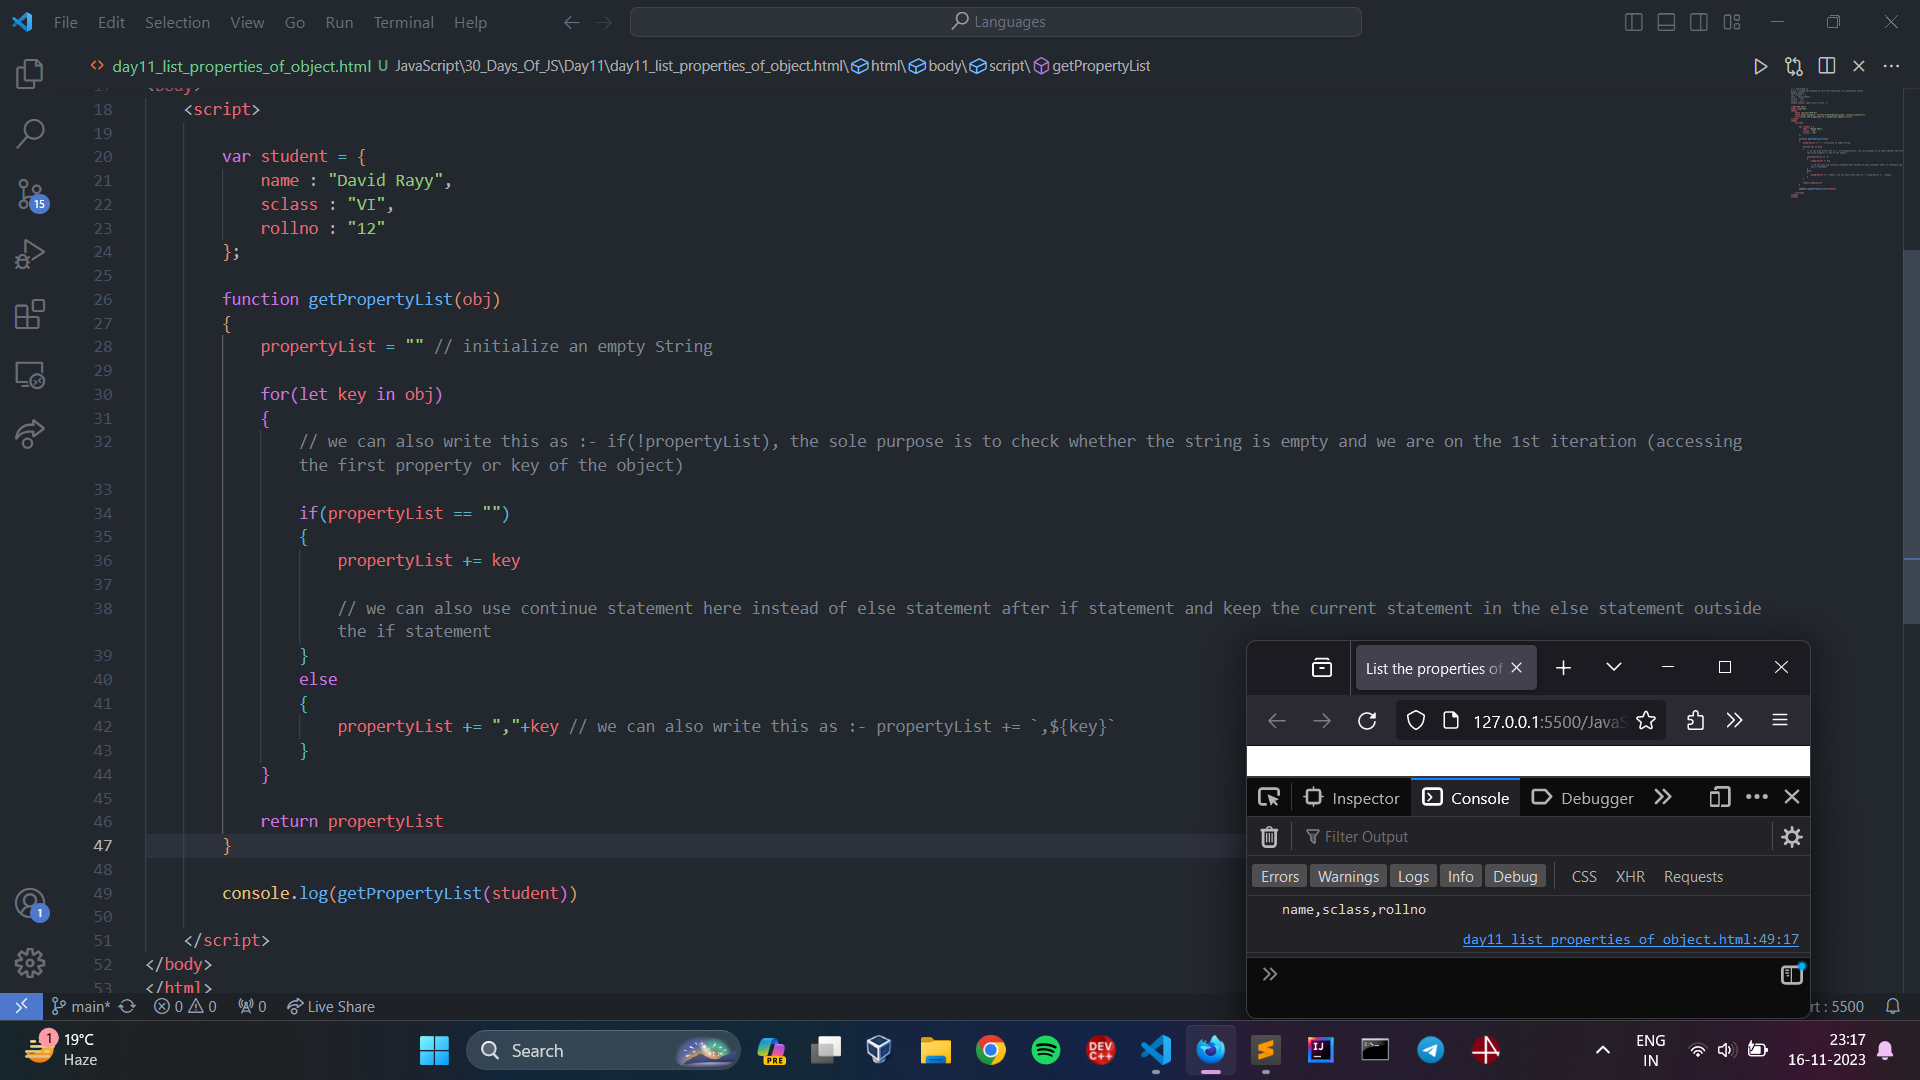 File Edit Selection View Go Run Terminal Help
Languages
day11_list_properties_of_object.html U JavaScript\30_Days_Of_JS\Day11\day11_list_properties_of_object.html\ html\ body\ script\ getPropertyList
17 <body>
18 <script>
19
20 var student = {
21 name : "David Rayy",
22 sclass : "VI",
23 rollno : "12"
24 };
25
26 function getPropertyList(obj)
27 {
28 propertyList = "" // initialize an empty String
29
30 for(let key in obj)
31 {
32 // we can also write this as :- if(!propertyList), the sole purpose is to check whether the string is empty and we are on the 1st iteration (accessing
the first property or key of the object)
33
34 if(propertyList == "")
35 {
36 propertyList += key
37
38 // we can also use continue statement here instead of else statement after if statement and keep the current statement in the else statement outside
the if statement
39 }
40 else
41 {
42 propertyList += ","+key // we can also write this as :- propertyList += `,${key}`
43 }
44 }
45
46 return propertyList
47 }
48
49 console.log(getPropertyList(student))
50
51 </script>
52 </body>
53 </html>
List the properties of
127.0.0.1:5500/JavaS
Inspector Console Debugger
Filter Output
Errors Warnings Logs Info Debug CSS XHR Requests
name,sclass,rollno
day11_list_properties_of_object.html:49:17
15
1
main* 0 0 0 Live Share
rt : 5500
1
19°C
Haze
Search
PRE
DEV
C++
IJ
ENG
IN
23:17
16-11-2023